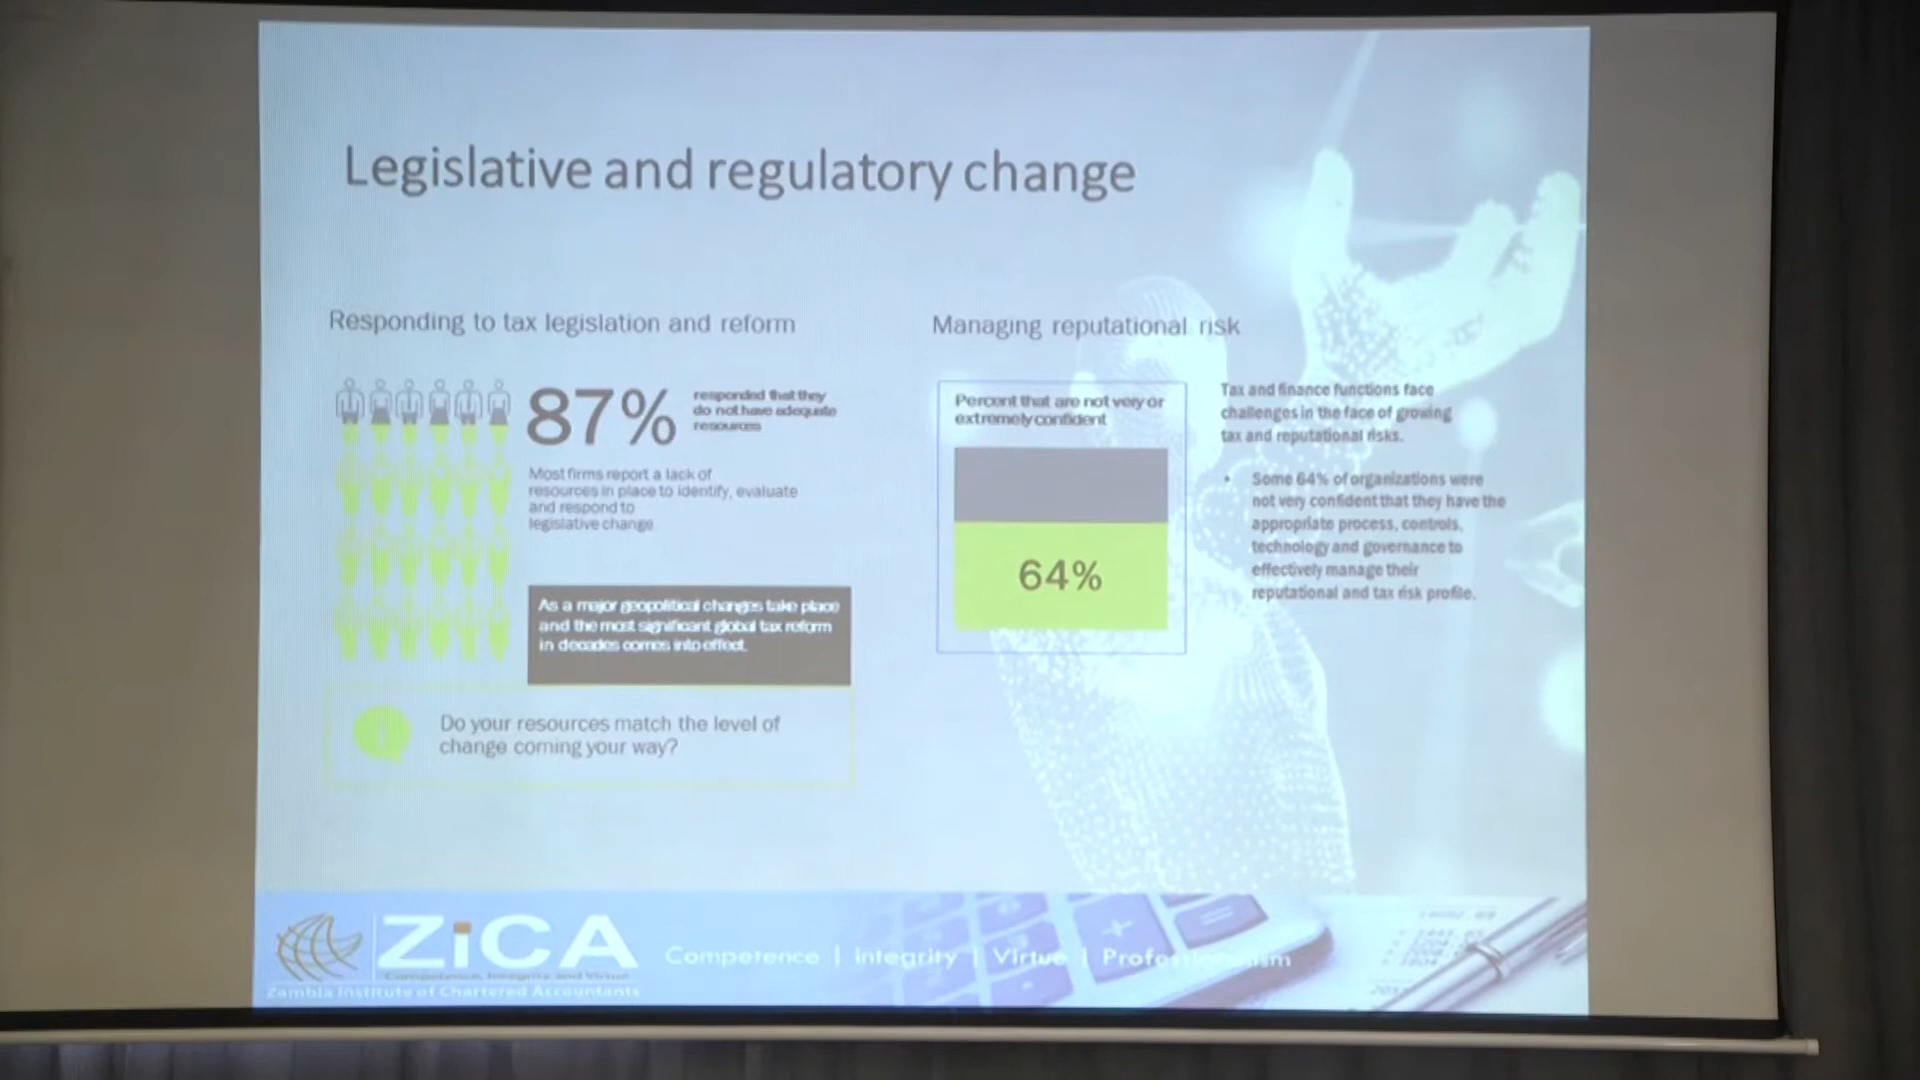 Legislative and regulatory change
Responding to tax legislation and reform
87%
responded that they
do not have adequate
resources
Most firms report a lack of
resources in place to identify, evaluate
and respond to
legislative change
As a major geopolitical changes take place
and the most significant global tax reform
in decades comes into effect.
Do your resources match the level of
change coming your way?
Managing reputational risk
Percent that are not very or
extremely confident
64%
Tax and finance functions face
challenges in the face of growing
tax and reputational risks.
• Some 64% of organizations were
not very confident that they have the
appropriate process, controls,
technology and governance to
effectively manage their
reputational and tax risk profile.
ZiCA
Competence, Integrity and Virtue
Zambia Institute of Chartered Accountants
Competence | Integrity | Virtue | Professionalism